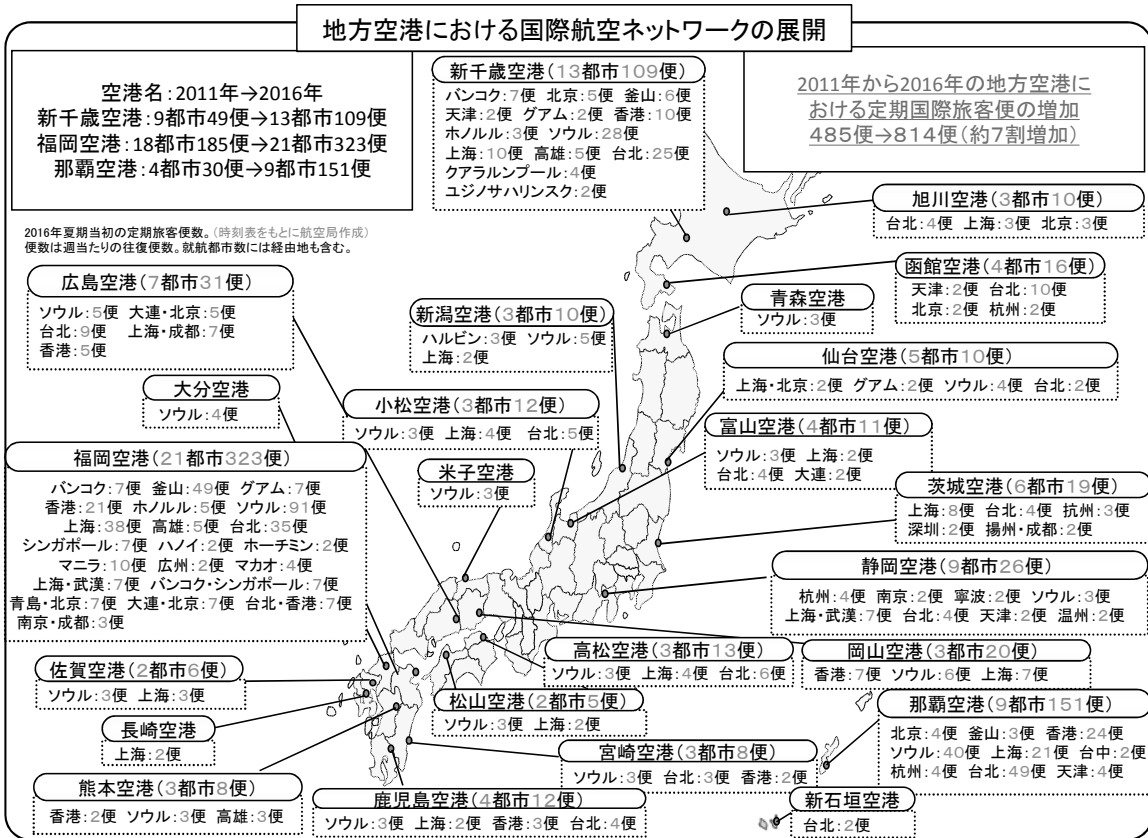 地方空港における国際航空ネットワークの展開
空港名：2011年→2016年
新千歳空港：9都市49便→13都市109便
福岡空港：18都市185便→21都市323便
那覇空港：4都市30便→9都市151便
新千歳空港（13都市109便）
バンコク：7便 北京：5便 釜山：6便
天津：2便 グアム：2便 香港：10便
ホノルル：3便 ソウル：28便
上海：10便 高雄：5便 台北：25便
クアラルンプール：4便
ユジノサハリンスク：2便
2011年から2016年の地方空港に
おける定期国際旅客便の増加
485便→814便（約7割増加）
2016年夏期当初の定期旅客便数。（時刻表をもとに航空局作成）
便数は週当たりの往復便数。就航都市数には経由地も含む。
旭川空港（3都市10便）
台北：4便 上海：3便 北京：3便
函館空港（4都市16便）
天津：2便 台北：10便
北京：2便 杭州：2便
青森空港
ソウル：3便
広島空港（7都市31便）
ソウル：5便 大連・北京：5便
台北：9便 上海・成都：7便
香港：5便
新潟空港（3都市10便）
ハルビン：3便 ソウル：5便
上海：2便
仙台空港（5都市10便）
上海・北京：2便 グアム：2便 ソウル：4便 台北：2便
大分空港
ソウル：4便
小松空港（3都市12便）
ソウル：3便 上海：4便 台北：5便
富山空港（4都市11便）
ソウル：3便 上海：2便
台北：4便 大連：2便
福岡空港（21都市323便）
バンコク：7便 釜山：49便 グアム：7便
香港：21便 ホノルル：5便 ソウル：91便
上海：38便 高雄：5便 台北：35便
シンガポール：7便 ハノイ：2便 ホーチミン：2便
マニラ：10便 広州：2便 マカオ：4便
上海・武漢：7便 バンコク・シンガポール：7便
青島・北京：7便 大連・北京：7便 台北・香港：7便
南京・成都：3便
米子空港
ソウル：3便
茨城空港（6都市19便）
上海：8便 台北：4便 杭州：3便
深圳：2便 揚州・成都：2便
静岡空港（9都市26便）
杭州：4便 南京：2便 寧波：2便 ソウル：3便
上海・武漢：7便 台北：4便 天津：2便 温州：2便
佐賀空港（2都市6便）
ソウル：3便 上海：3便
高松空港（3都市13便）
ソウル：3便 上海：4便 台北：6便
岡山空港（3都市20便）
香港：7便 ソウル：6便 上海：7便
長崎空港
上海：2便
松山空港（2都市5便）
ソウル：3便 上海：2便
那覇空港（9都市151便）
北京：4便 釜山：3便 香港：24便
ソウル：40便 上海：21便 台中：2便
杭州：4便 台北：49便 天津：4便
宮崎空港（3都市8便）
ソウル：3便 台北：3便 香港：2便
熊本空港（3都市8便）
香港：2便 ソウル：3便 高雄：3便
鹿児島空港（4都市12便）
ソウル：3便 上海：2便 香港：3便 台北：4便
新石垣空港
台北：2便